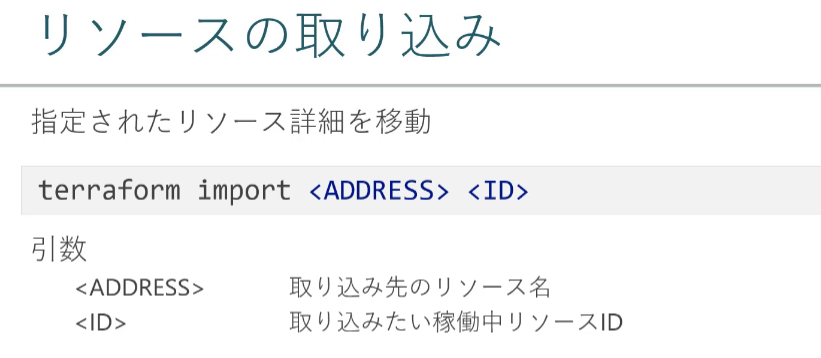 リソースの取り込み
指定されたリソース詳細を移動
terraform import <ADDRESS> <ID>
引数
<ADDRESS> 取り込み先のリソース名
<ID> 取り込みたい稼働中リソースID